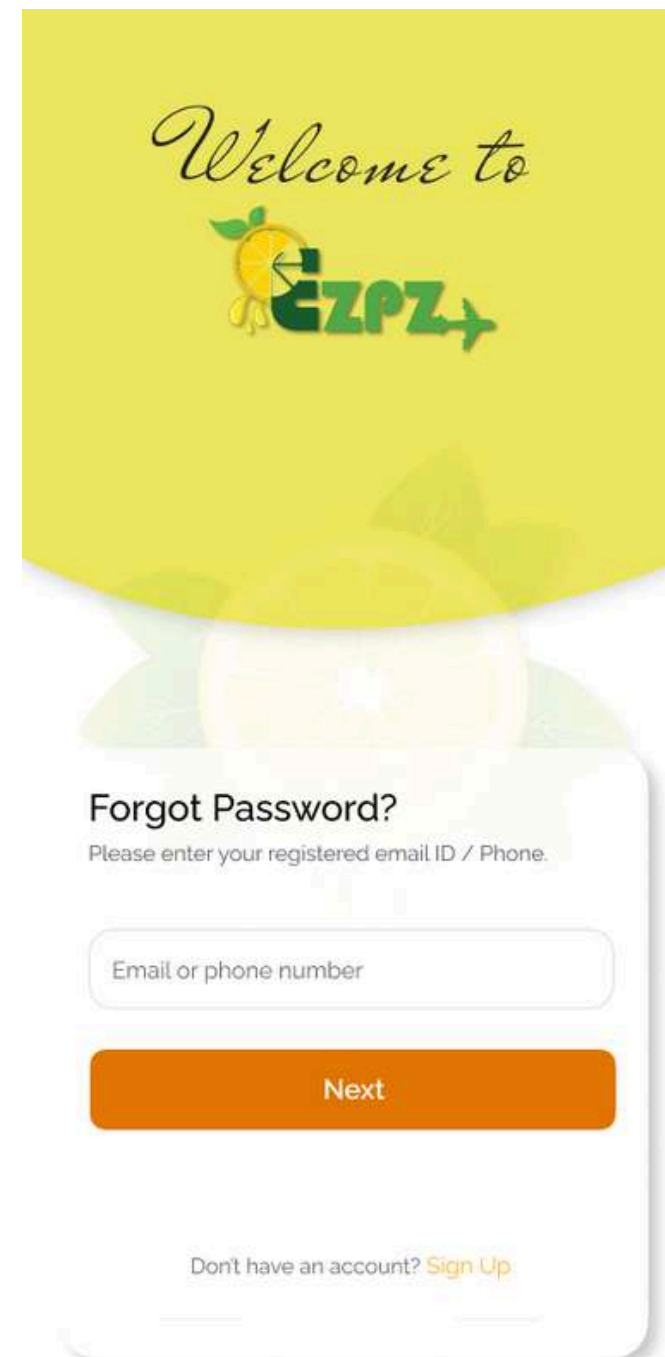 Welcome to
Ezpz
Forgot Password?
Please enter your registered email ID / Phone.
Email or phone number
Next
Don't have an account? Sign Up